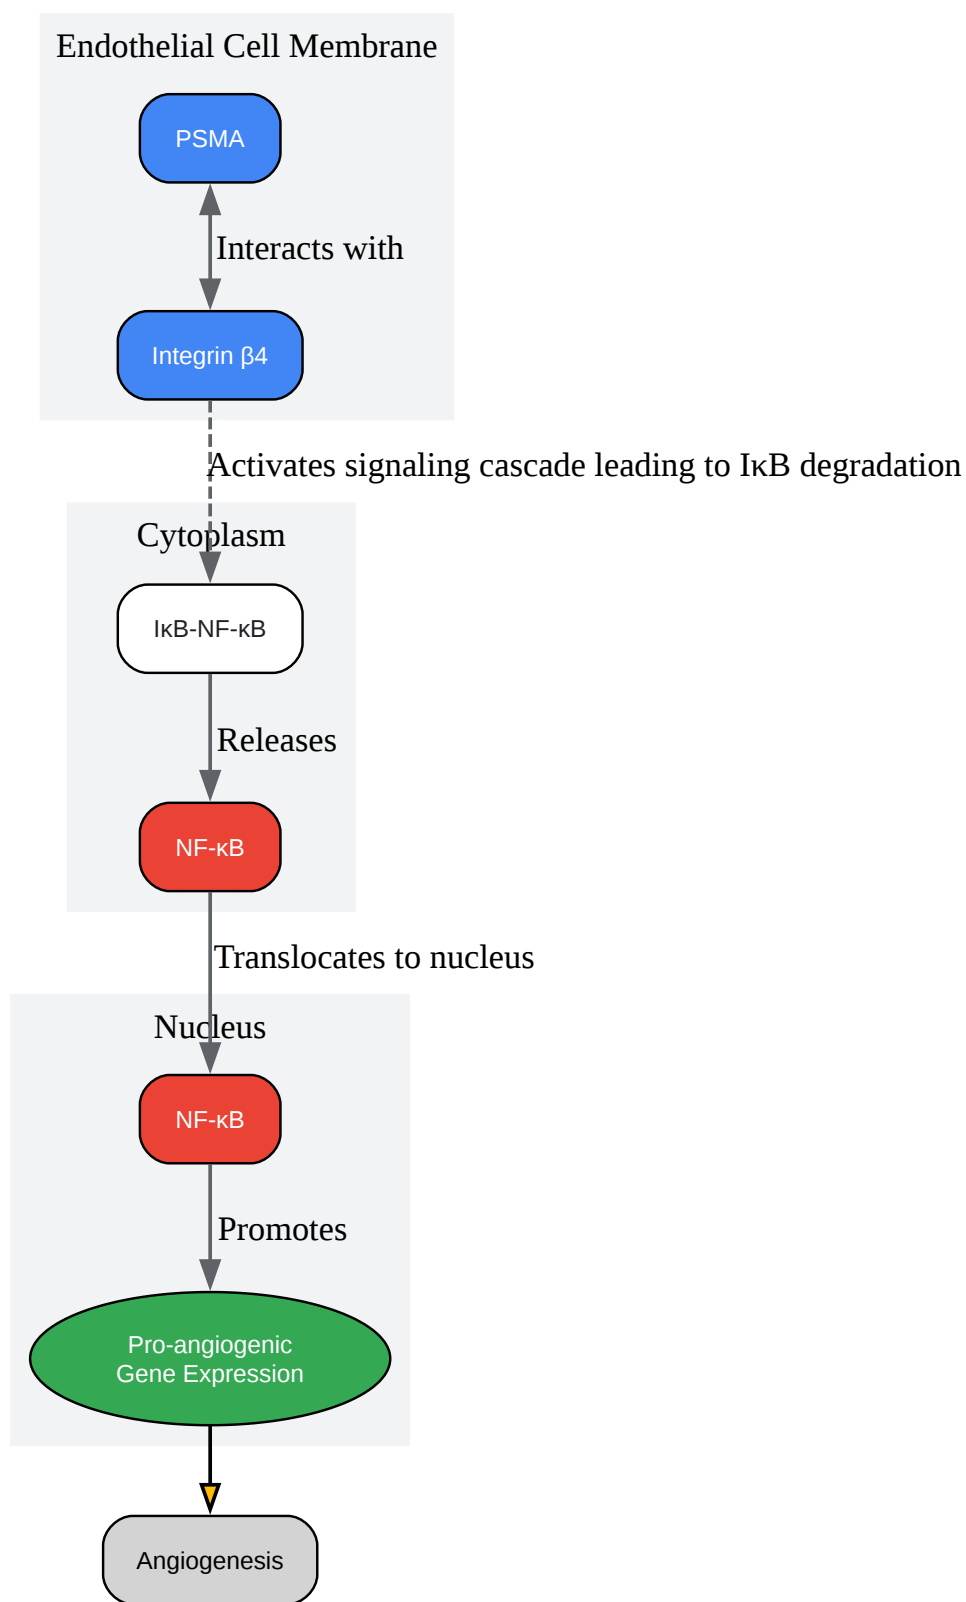 Endothelial Cell Membrane
PSMA
Interacts with
Integrin β4
Activates signaling cascade leading to IκB degradation
Cytoplasm
IκB-NF-κB
Releases
NF-κB
Translocates to nucleus
Nucleus
NF-κB
Promotes
Pro-angiogenic
Gene Expression
Angiogenesis